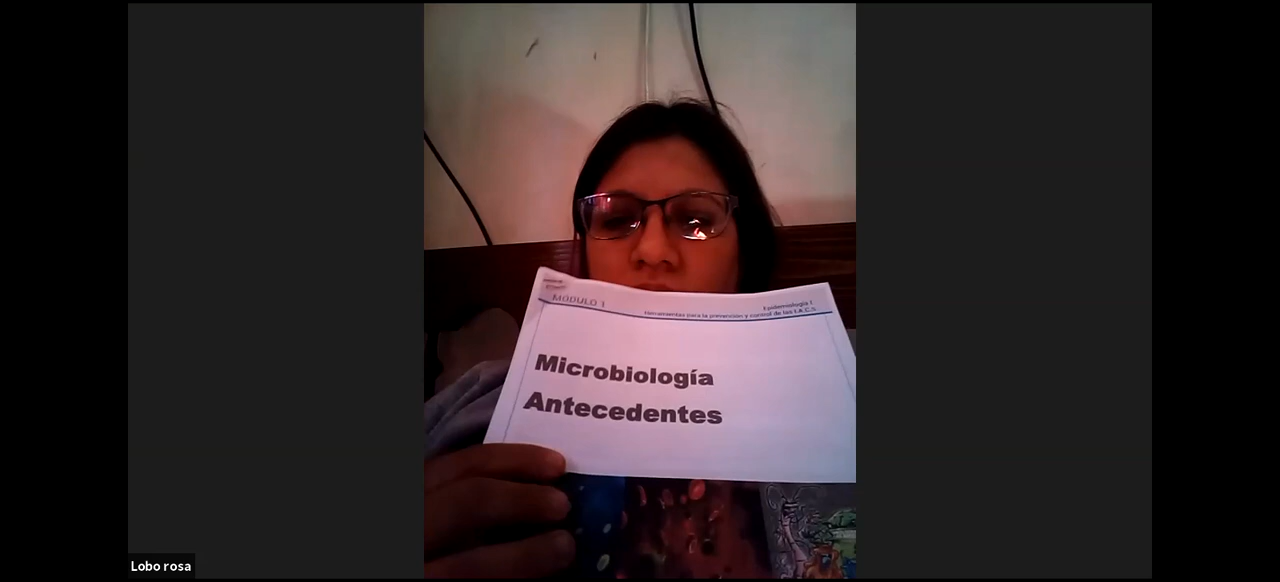 MÓDULO 1
Epidemiología I
Herramientas para la prevención y control de las I.A.C.S
Microbiología
Antecedentes
Lobo rosa